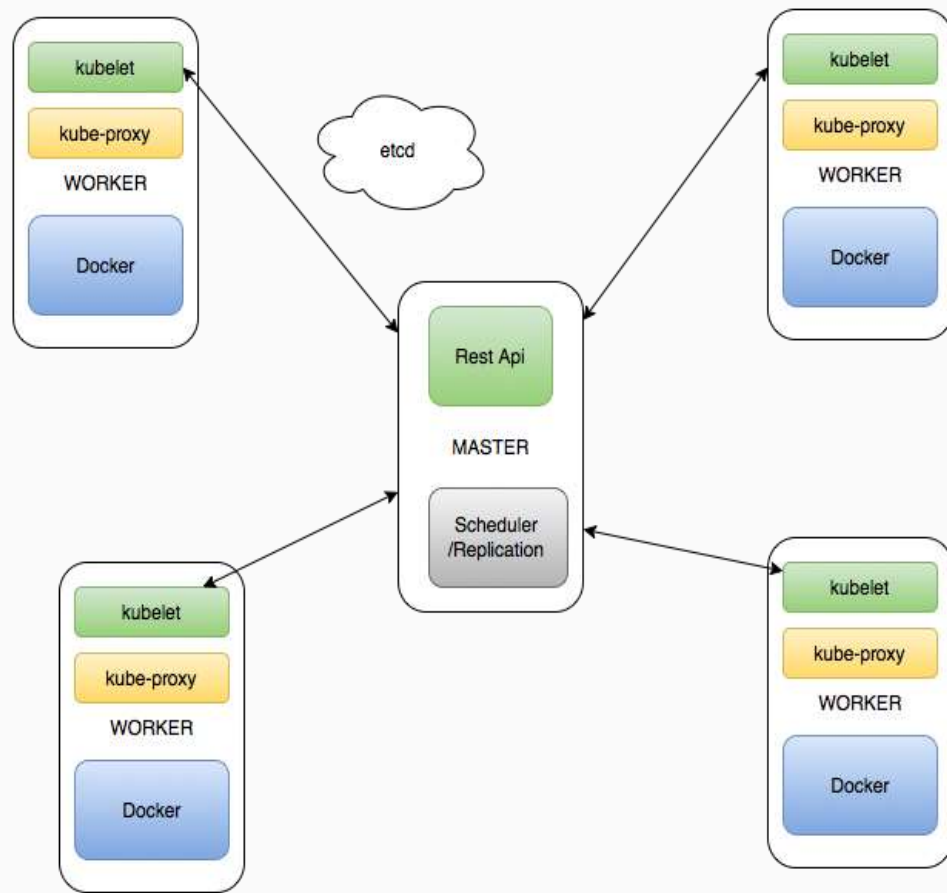 kubelet
kube-proxy
WORKER
Docker
etcd
kubelet
kube-proxy
WORKER
Docker
Rest Api
MASTER
Scheduler
/Replication
kubelet
kube-proxy
WORKER
Docker
kubelet
kube-proxy
WORKER
Docker